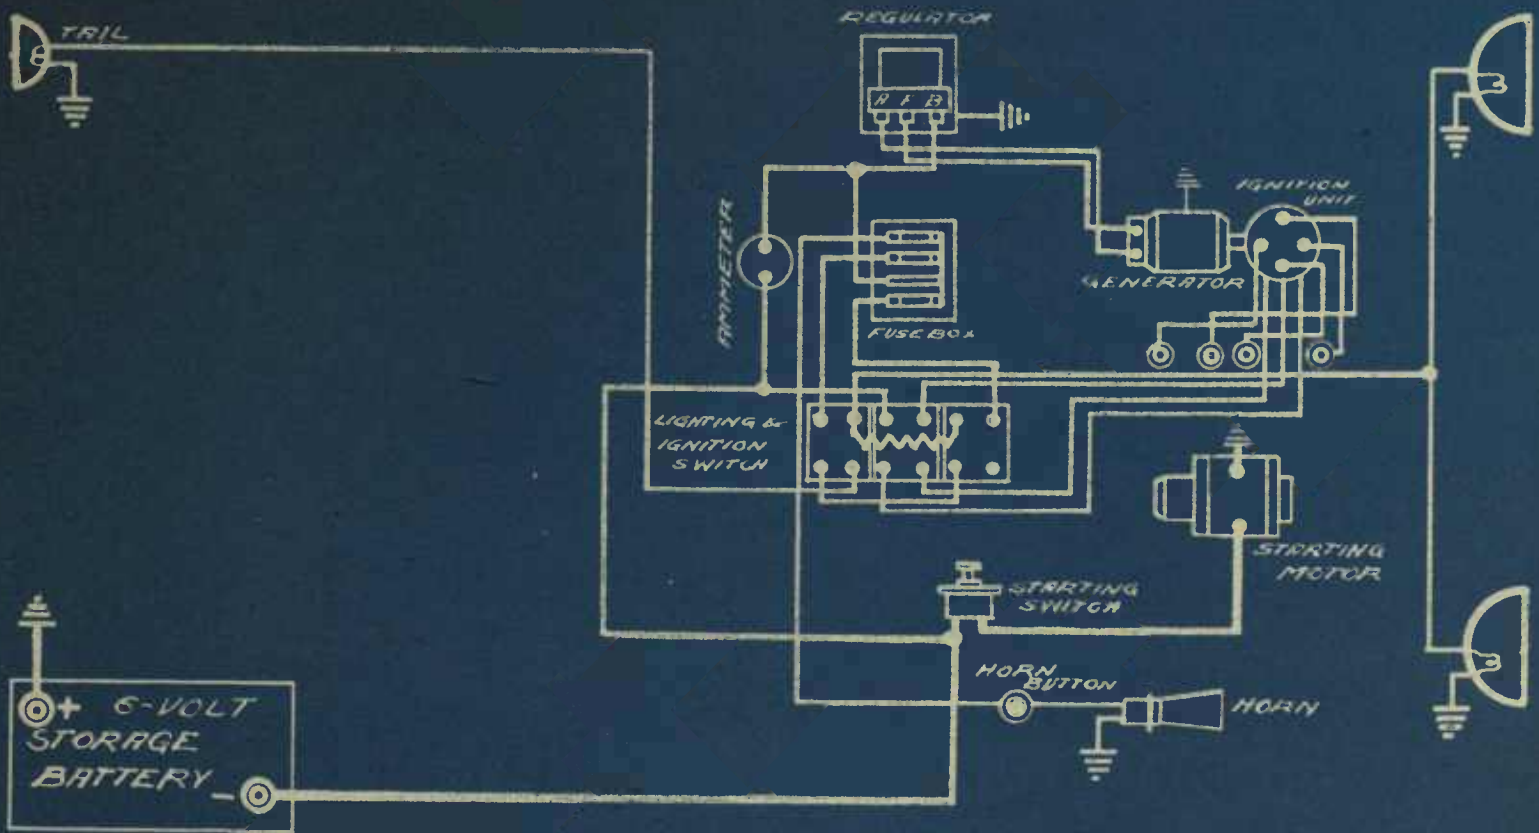 TAIL
REGULATOR
A F B
IGNITION
UNIT
AMMETER
GENERATOR
FUSE BOX
LIGHTING &
IGNITION
SWITCH
STARTING
MOTOR
STARTING
SWITCH
HORN
BUTTON
HORN
+ 6-VOLT
STORAGE
BATTERY
-